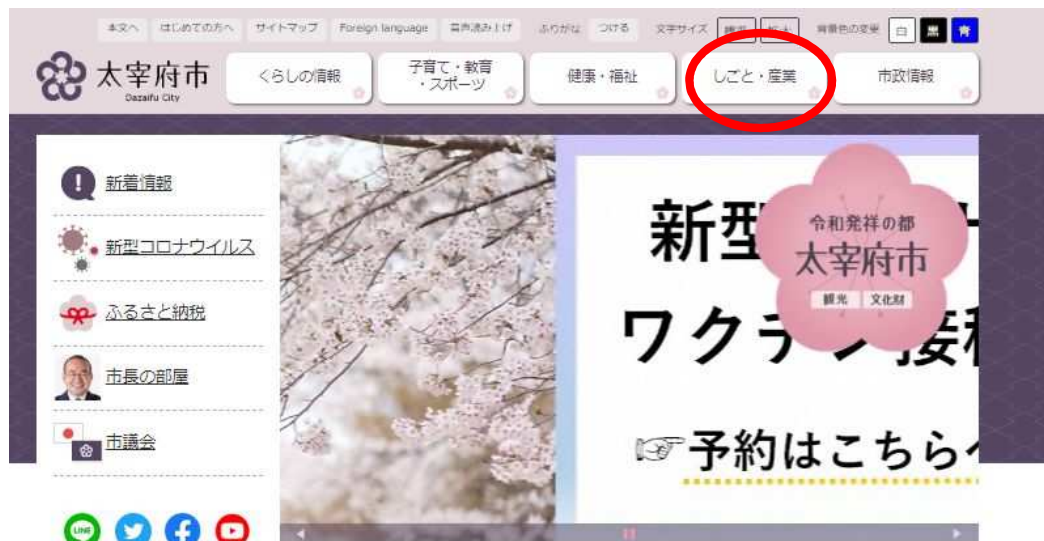 本文へ はじめての方へ サイトマップ Foreign language 音声読み上げ ふりがな つける 文字サイズ 標準 拡大 背景色の変更 白 黒 青
太宰府市
Dazaifu City
くらしの情報
子育て・教育
・スポーツ
健康・福祉
しごと・産業
市政情報
新着情報
新型コロナウイルス
ふるさと納税
市長の部屋
市議会
LINE
新型
ワクチン接種
☞予約はこちらへ
令和発祥の都
太宰府市
観光 文化財